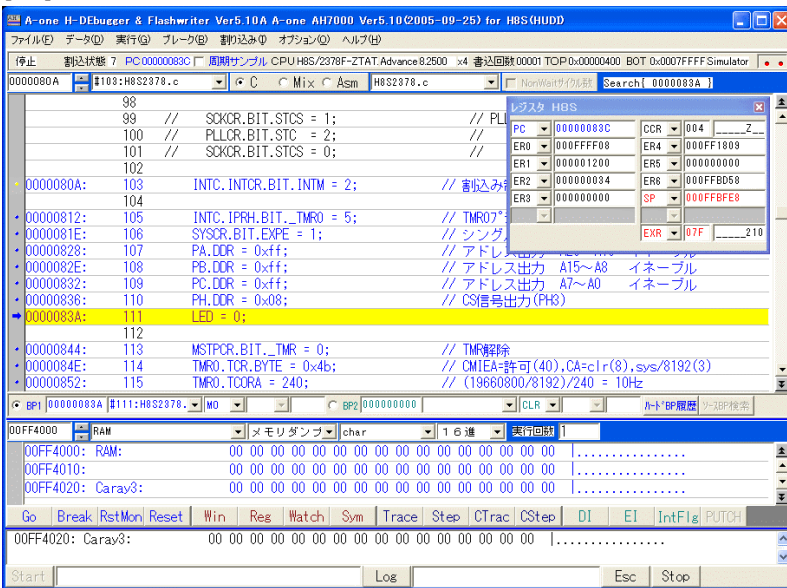 A-one H-DEbugger & Flashwriter Ver5.10A A-one AH7000 Ver5.10(2005-09-25) for H8S(HUDI)
ファイル(F) データ(D) 実行(G) ブレーク(B) 割り込み(I) オプション(O) ヘルプ(H)
停止 割込状態 7 PC 00000083C 周期サンプル CPU H8S/2378F-ZTAT.Advance 8.2500 ×4 書込回数 00001 TOP 0x00000400 BOT 0x0007FFFF Simulator
0000080A #103:H8S2378.c C Mix Asm H8S2378.c NonWaitサイクル数 Search{ 0000083A }
98
99 // SCKCR.BIT.STCS = 1; // PLL
100 // PLLCR.BIT.STC = 2; //
101 // SCKCR.BIT.STCS = 0; //
102
0000080A: 103 INTC.INTCR.BIT.INTM = 2; // 割込み
104
00000812: 105 INTC.IPRH.BIT._TMR0 = 5;
0000081E: 106 SYSCR.BIT.EXPE = 1; // シング
00000828: 107 PA.DDR = 0xff; // アドレス出力
0000082E: 108 PB.DDR = 0xff; // アドレス出力 A15～A8 イネーブル
00000832: 109 PC.DDR = 0xff; // アドレス出力 A7～A0 イネーブル
00000836: 110 PH.DDR = 0x08; // CS信号出力(PH3)
0000083A: 111 LED = 0;
112
00000844: 113 MSTPCR.BIT._TMR = 0; // TMR解除
0000084E: 114 TMR0.TCR.BYTE = 0x4b; // CMIEA=許可(40),CA=clr(8),sys/8192(3)
00000852: 115 TMR0.TCORA = 240; // (19660800/8192)/240 = 10Hz
レジスタ H8S
PC 00000083C CCR 004 _____Z__
ER0 000FFFF08 ER4 000FF1809
ER1 000001200 ER5 000000000
ER2 000000034 ER6 000FFBD58
ER3 000000000 SP 000FFBFE8
EXR 07F _____210
BP1 00000083A #111:H8S2378. MO BP2 000000000 CLR ハードBP履歴 ソースBP検索
00FF4000 RAM メモリダンプ char 16進 実行回数 1
00FF4000: RAM: 00 00 00 00 00 00 00 00 00 00 00 00 00 00 00 00 |................
00FF4010: 00 00 00 00 00 00 00 00 00 00 00 00 00 00 00 00 |................
00FF4020: Caray3: 00 00 00 00 00 00 00 00 00 00 00 00 00 00 00 00 |................
Go Break RstMon Reset Win Reg Watch Sym Trace Step CTrac CStep DI EI IntFlg PUTCH
00FF4020: Caray3: 00 00 00 00 00 00 00 00 00 00 00 00 00 00 00 00 |................
Start Log Esc Stop